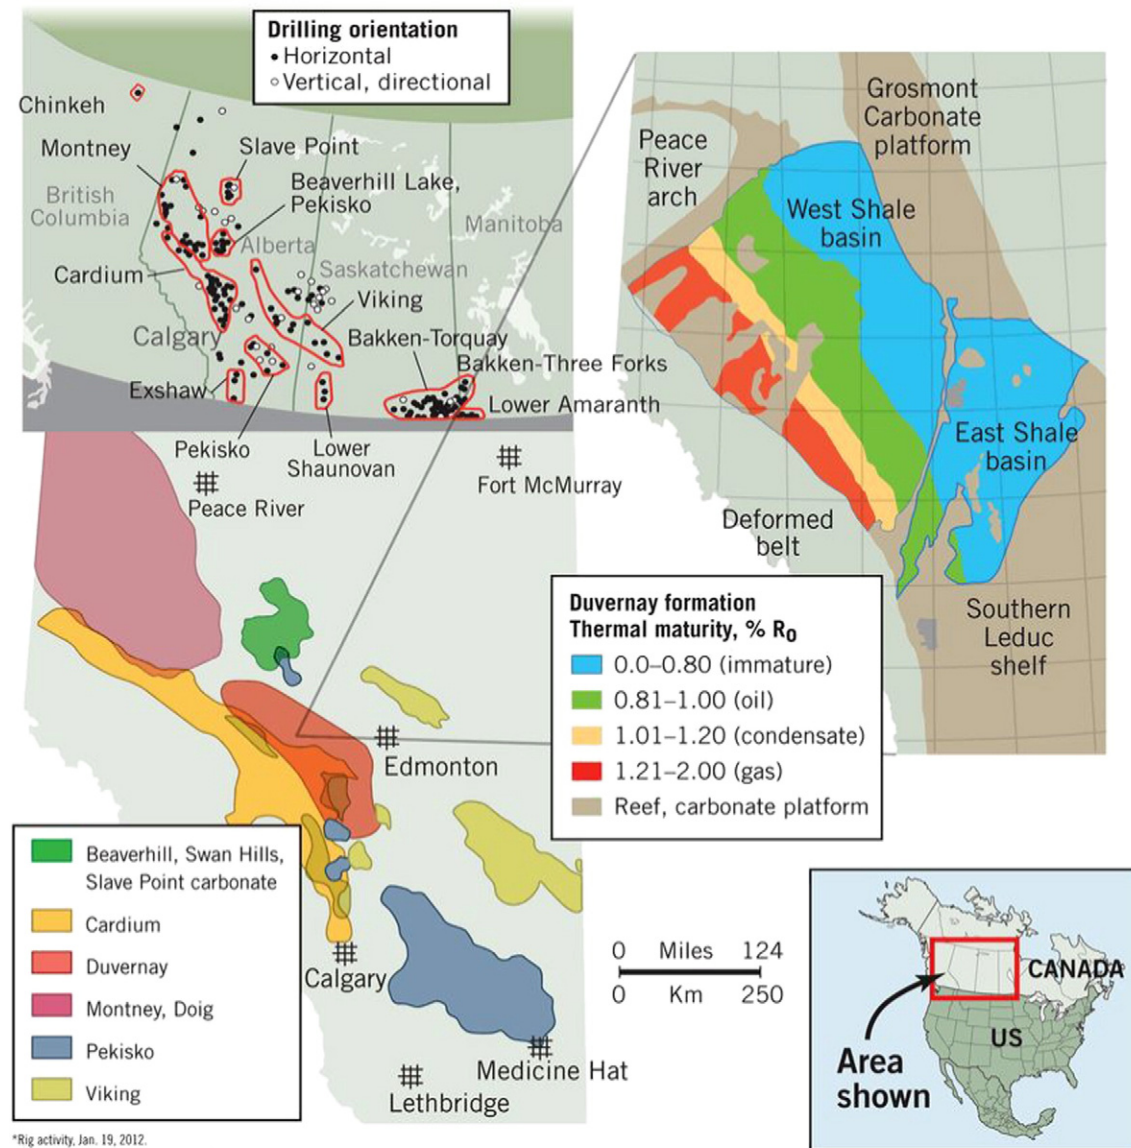 Drilling orientation
Horizontal
Vertical, directional
Chinkeh
Montney
Slave Point
Beaverhill Lake,
Pekisko
British
Columbia
Alberta
Manitoba
Saskatchewan
Cardium
Viking
Calgary
Bakken-Torquay
Bakken-Three Forks
Exshaw
Lower Amaranth
Pekisko
Lower
Shaunovan
Peace River
Fort McMurray
Edmonton
Calgary
Medicine Hat
Lethbridge
Peace
River
arch
Grosmont
Carbonate
platform
West Shale
basin
East Shale
basin
Deformed
belt
Southern
Leduc
shelf
Duvernay formation
Thermal maturity, % R₀
0.0–0.80 (immature)
0.81–1.00 (oil)
1.01–1.20 (condensate)
1.21–2.00 (gas)
Reef, carbonate platform
Beaverhill, Swan Hills,
Slave Point carbonate
Cardium
Duvernay
Montney, Doig
Pekisko
Viking
0 Miles 124
0 Km 250
CANADA
US
Area
shown
*Rig activity, Jan. 19, 2012.